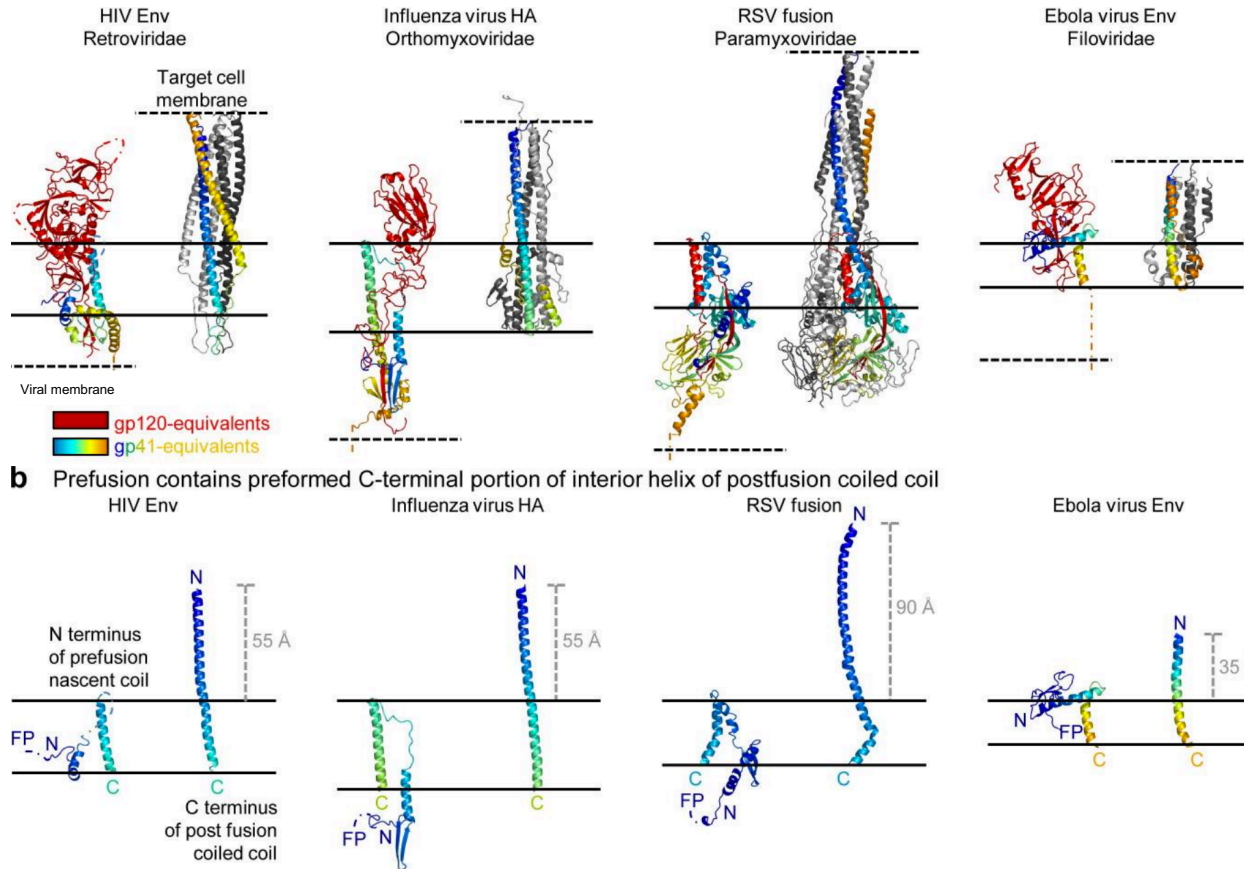 HIV Env
Retroviridae
Influenza virus HA
Orthomyxoviridae
RSV fusion
Paramyxoviridae
Ebola virus Env
Filoviridae
Target cell
membrane
Viral membrane
gp120-equivalents
gp41-equivalents
b Prefusion contains preformed C-terminal portion of interior helix of postfusion coiled coil
HIV Env
Influenza virus HA
RSV fusion
Ebola virus Env
N
N terminus
of prefusion
nascent coil
55 Å
FP
N
C
C
C terminus
of post fusion
coiled coil
N
55 Å
FP
N
C
C
N
90 Å
C
FP
N
C
N
35
N
FP
C
C